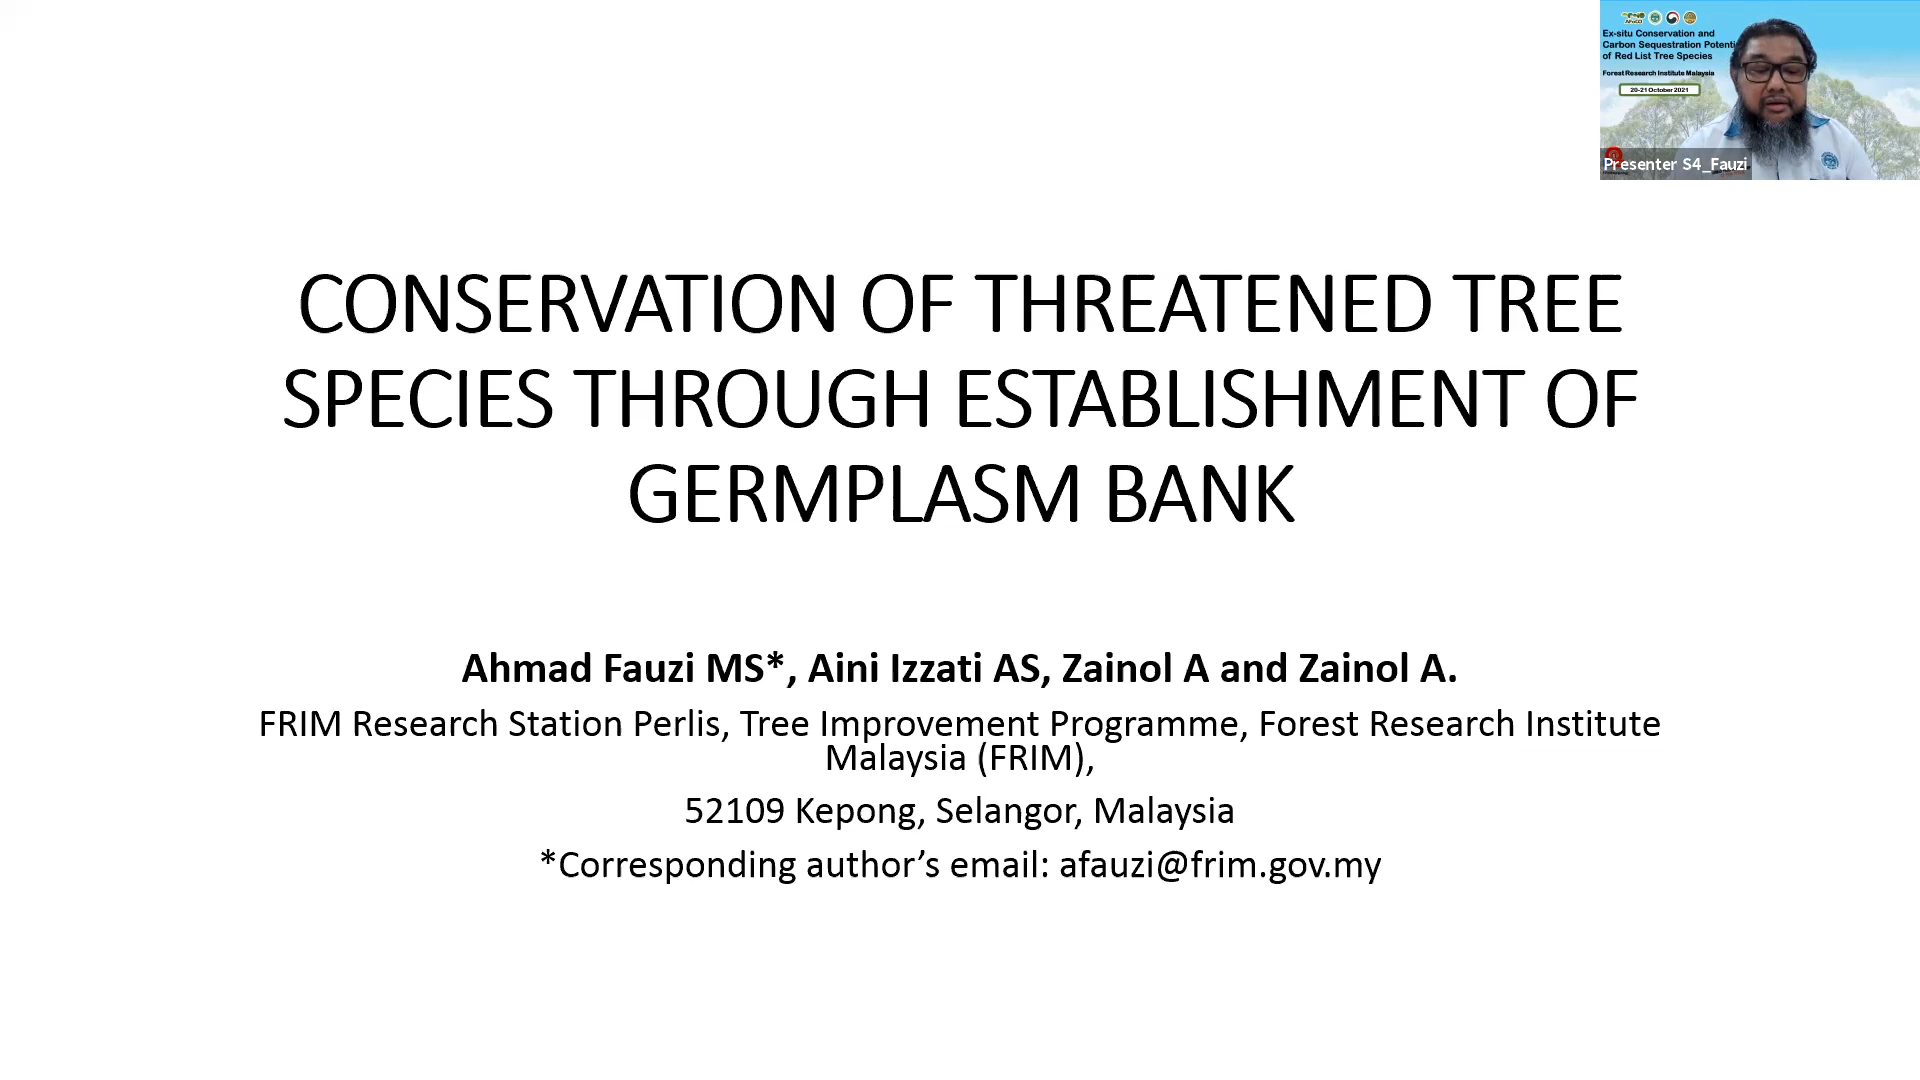 Ex-situ Conservation and
Carbon Sequestration Potenti
of Red List Tree Species
Forest Research Institute Malaysia
20-21 October 2021
Presenter S4_Fauzi
CONSERVATION OF THREATENED TREE
SPECIES THROUGH ESTABLISHMENT OF
GERMPLASM BANK
Ahmad Fauzi MS*, Aini Izzati AS, Zainol A and Zainol A.
FRIM Research Station Perlis, Tree Improvement Programme, Forest Research Institute
Malaysia (FRIM),
52109 Kepong, Selangor, Malaysia
*Corresponding author’s email: afauzi@frim.gov.my